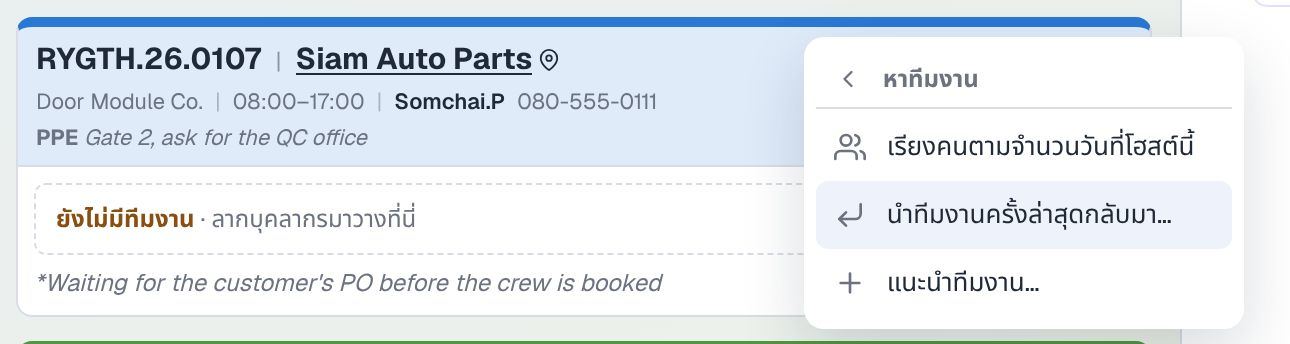 RYGTH.26.0107 | Siam Auto Parts
Door Module Co. | 08:00–17:00 | Somchai.P 080-555-0111
PPE Gate 2, ask for the QC office
ยังไม่มีทีมงาน · ลากบุคลากรมาวางที่นี่
*Waiting for the customer's PO before the crew is booked
หาทีมงาน
เรียงคนตามจำนวนวันที่โฮสต์นี้
นำทีมงานครั้งล่าสุดกลับมา...
แนะนำทีมงาน...